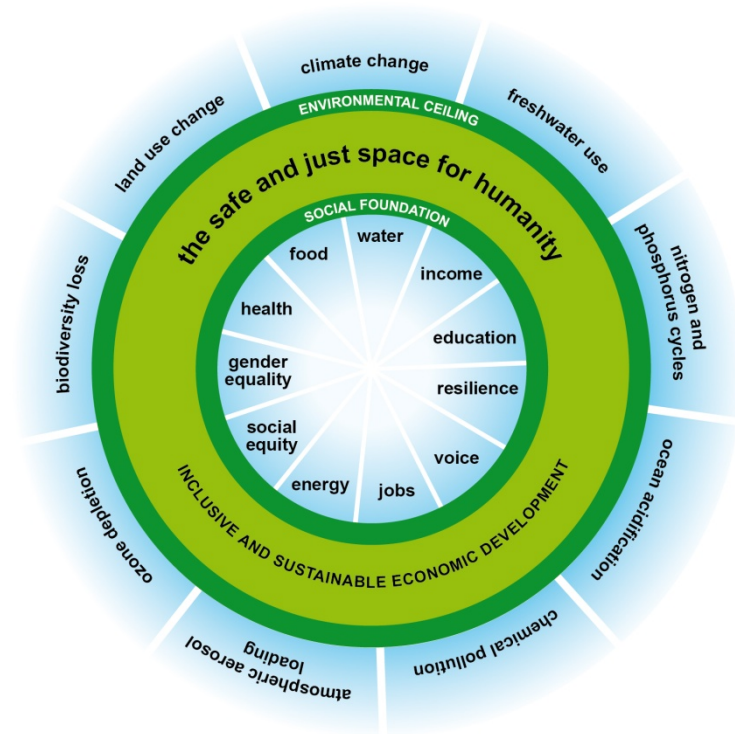 climate change
freshwater use
nitrogen and
phosphorus cycles
ocean acidification
chemical pollution
atmospheric aerosol
loading
ozone depletion
biodiversity loss
land use change
ENVIRONMENTAL CEILING
the safe and just space for humanity
SOCIAL FOUNDATION
water
income
education
resilience
voice
jobs
energy
social
equity
gender
equality
health
food
INCLUSIVE AND SUSTAINABLE ECONOMIC DEVELOPMENT